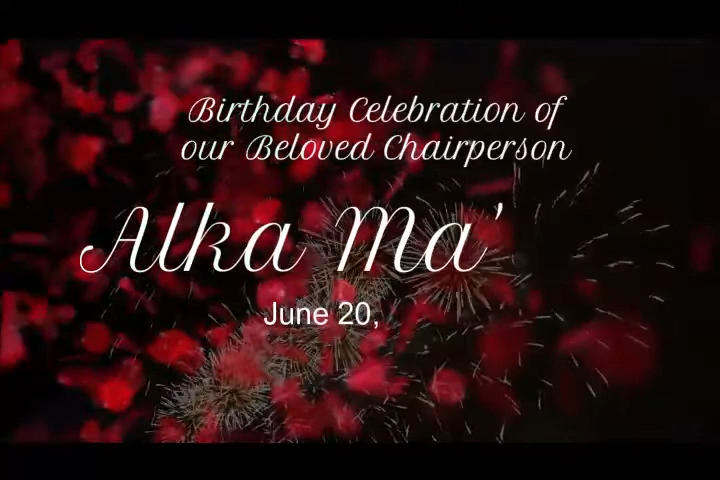 Birthday Celebration of
our Beloved Chairperson
Alka Ma'
June 20,